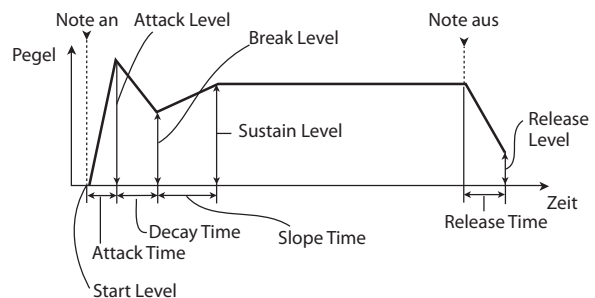 Note an
Attack Level
Note aus
Break Level
Pegel
Sustain Level
Release
Level
Zeit
Attack Time
Decay Time
Slope Time
Release Time
Start Level